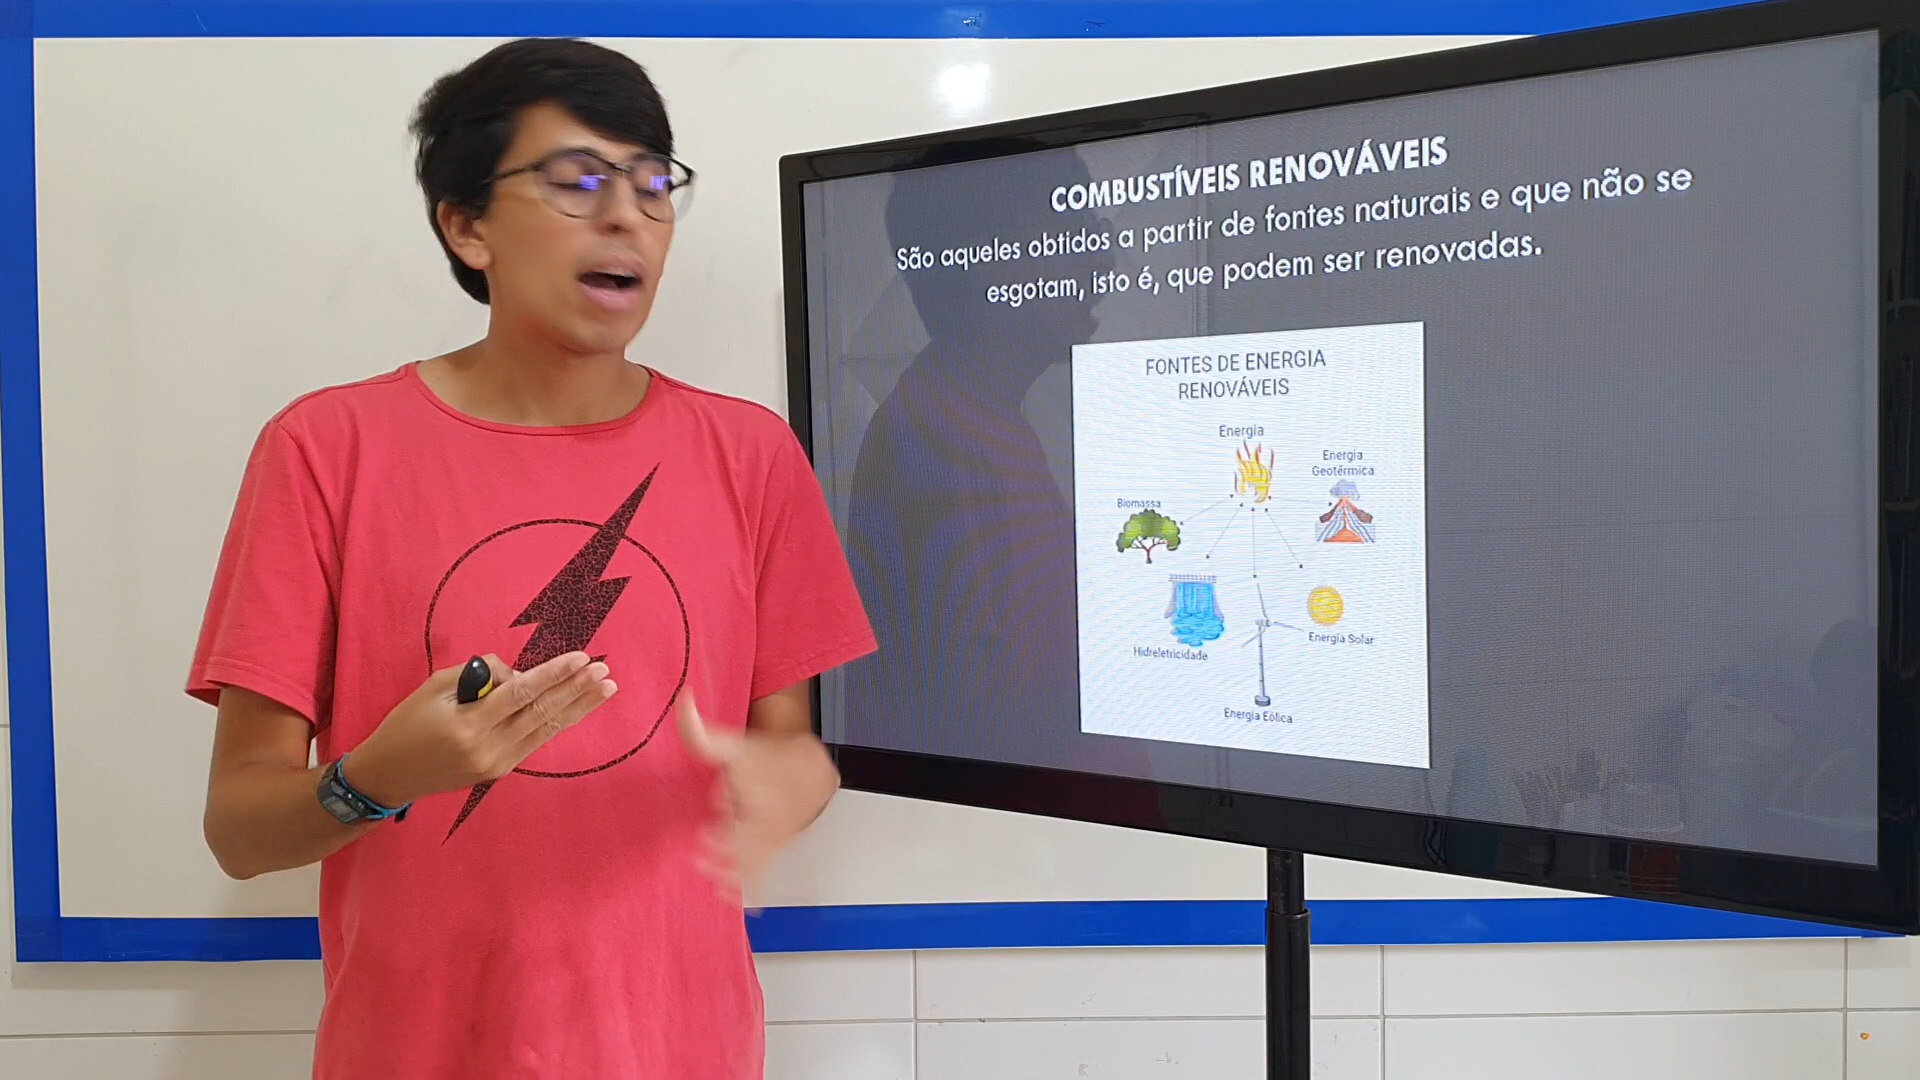 COMBUSTÍVEIS RENOVÁVEIS
São aqueles obtidos a partir de fontes naturais e que não se
esgotam, isto é, que podem ser renovadas.
FONTES DE ENERGIA
RENOVÁVEIS
Energia
Energia
Geotérmica
Biomassa
Energia Solar
Hidreletricidade
Energia Eólica